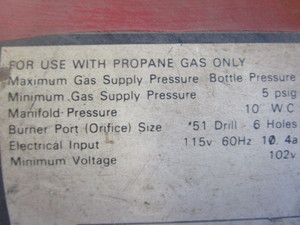 FOR USE WITH PROPANE GAS ONLY
Maximum Gas Supply Pressure Bottle Pressure
Minimum Gas Supply Pressure 5 psig
Manifold Pressure 10" W.C.
Burner Port (Orifice) Size *51 Drill - 6 Holes
Electrical Input 115v 60Hz 10.4a
Minimum Voltage 102v